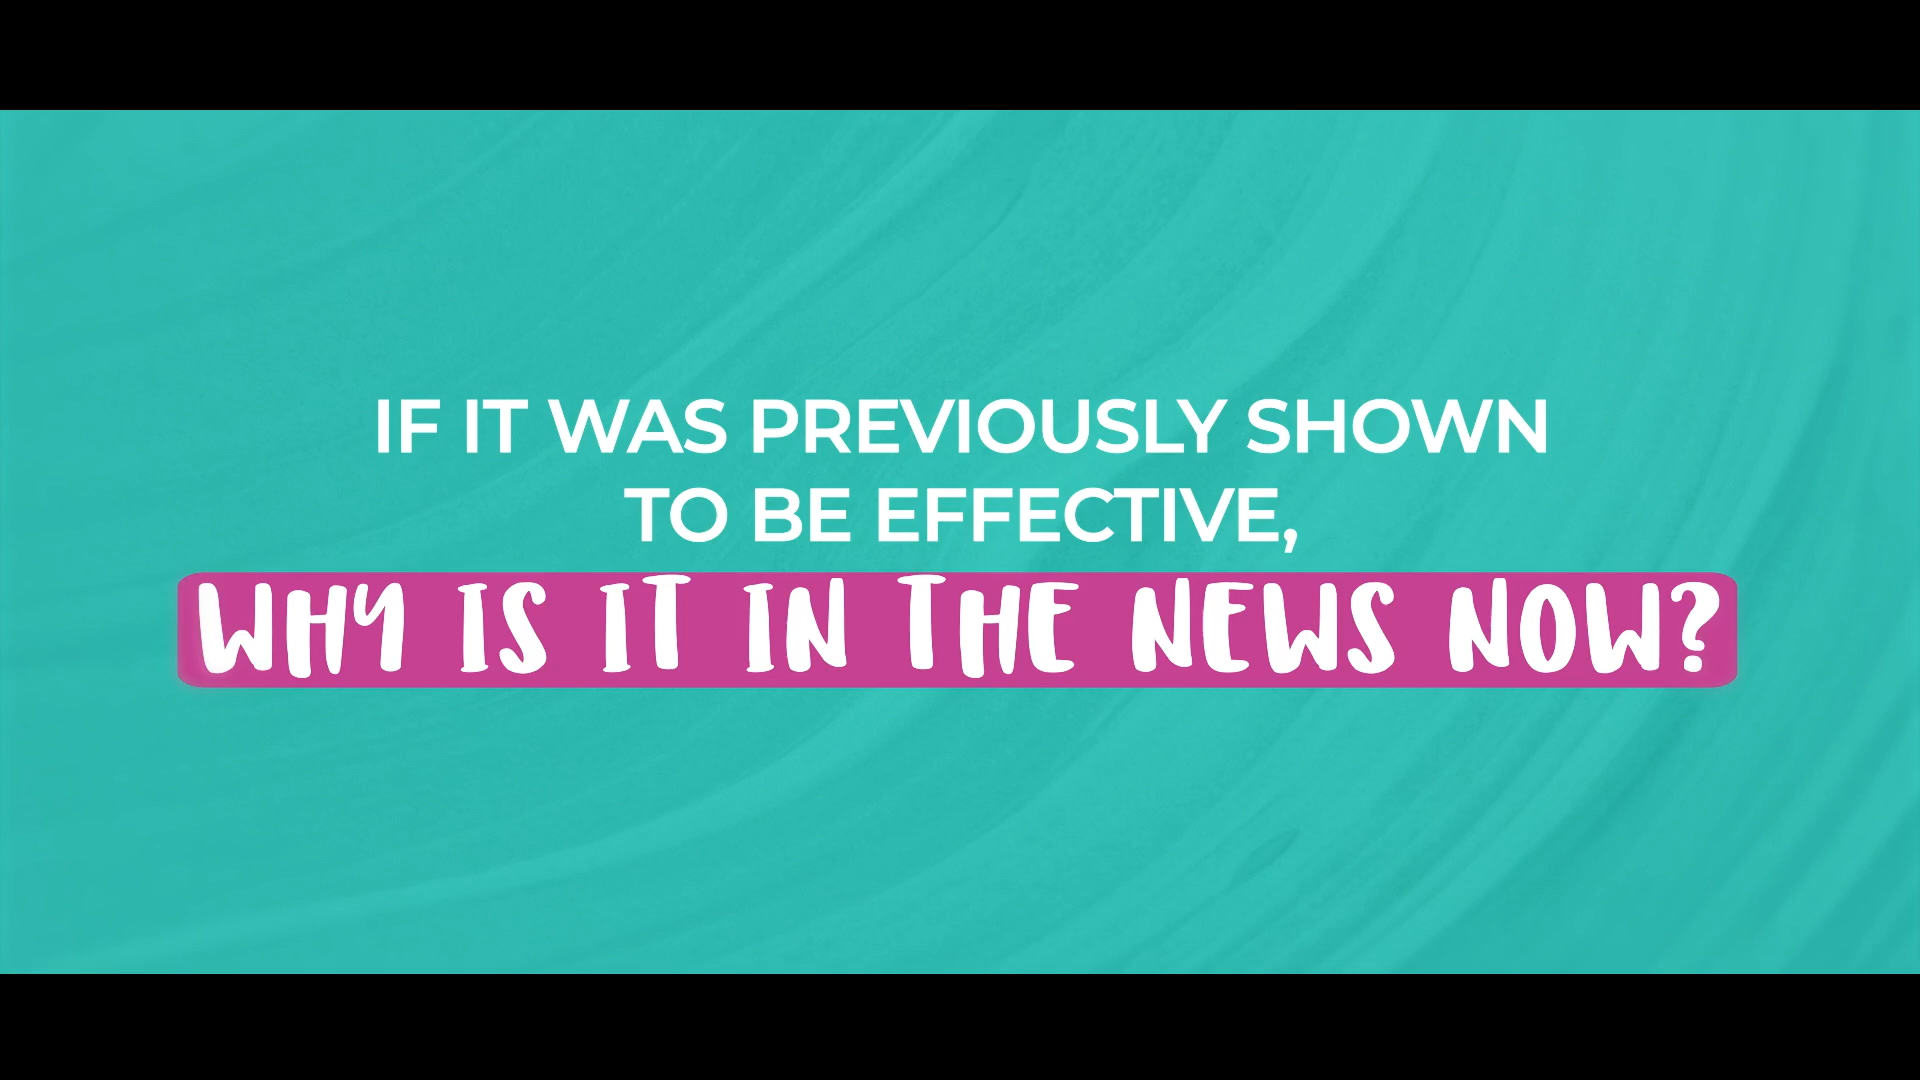 IF IT WAS PREVIOUSLY SHOWN
TO BE EFFECTIVE,
WHY IS IT IN THE NEWS NOW?